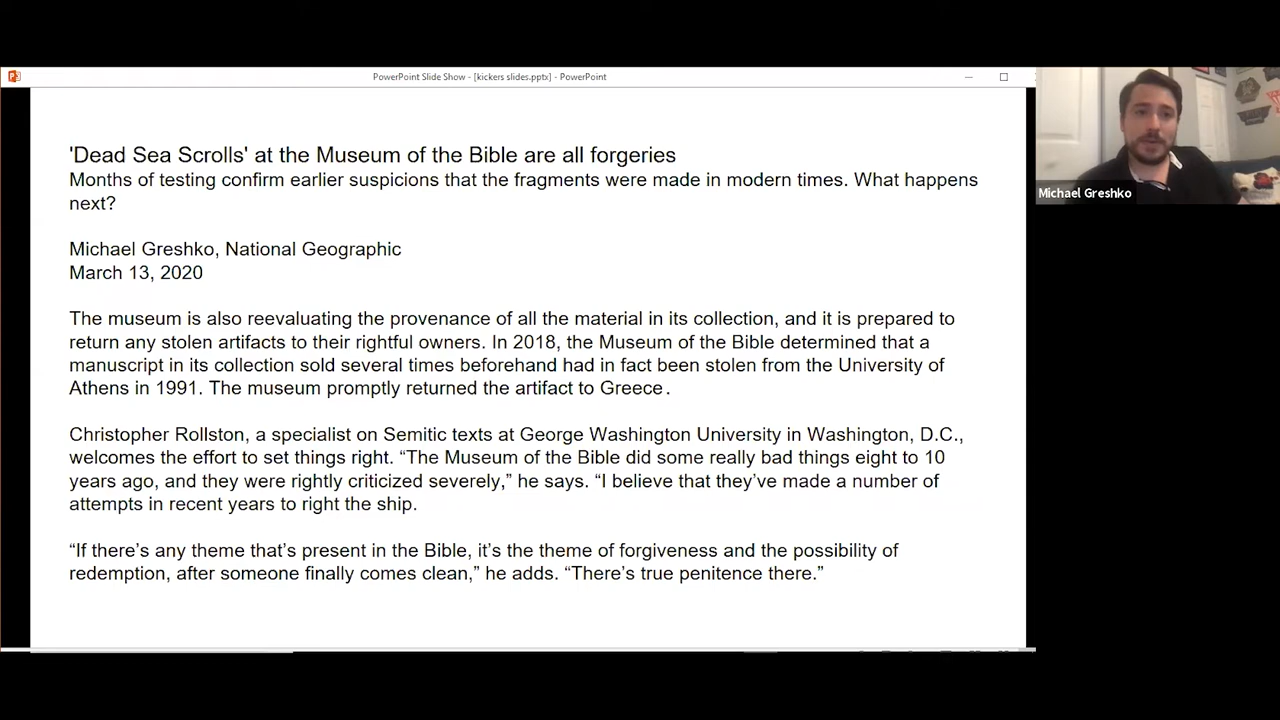 PowerPoint Slide Show - [kickers slides.pptx] - PowerPoint
'Dead Sea Scrolls' at the Museum of the Bible are all forgeries
Months of testing confirm earlier suspicions that the fragments were made in modern times. What happens
next?
Michael Greshko, National Geographic
March 13, 2020
The museum is also reevaluating the provenance of all the material in its collection, and it is prepared to
return any stolen artifacts to their rightful owners. In 2018, the Museum of the Bible determined that a
manuscript in its collection sold several times beforehand had in fact been stolen from the University of
Athens in 1991. The museum promptly returned the artifact to Greece.
Christopher Rollston, a specialist on Semitic texts at George Washington University in Washington, D.C.,
welcomes the effort to set things right. “The Museum of the Bible did some really bad things eight to 10
years ago, and they were rightly criticized severely,” he says. “I believe that they’ve made a number of
attempts in recent years to right the ship.
“If there’s any theme that’s present in the Bible, it’s the theme of forgiveness and the possibility of
redemption, after someone finally comes clean,” he adds. “There’s true penitence there.”
Michael Greshko